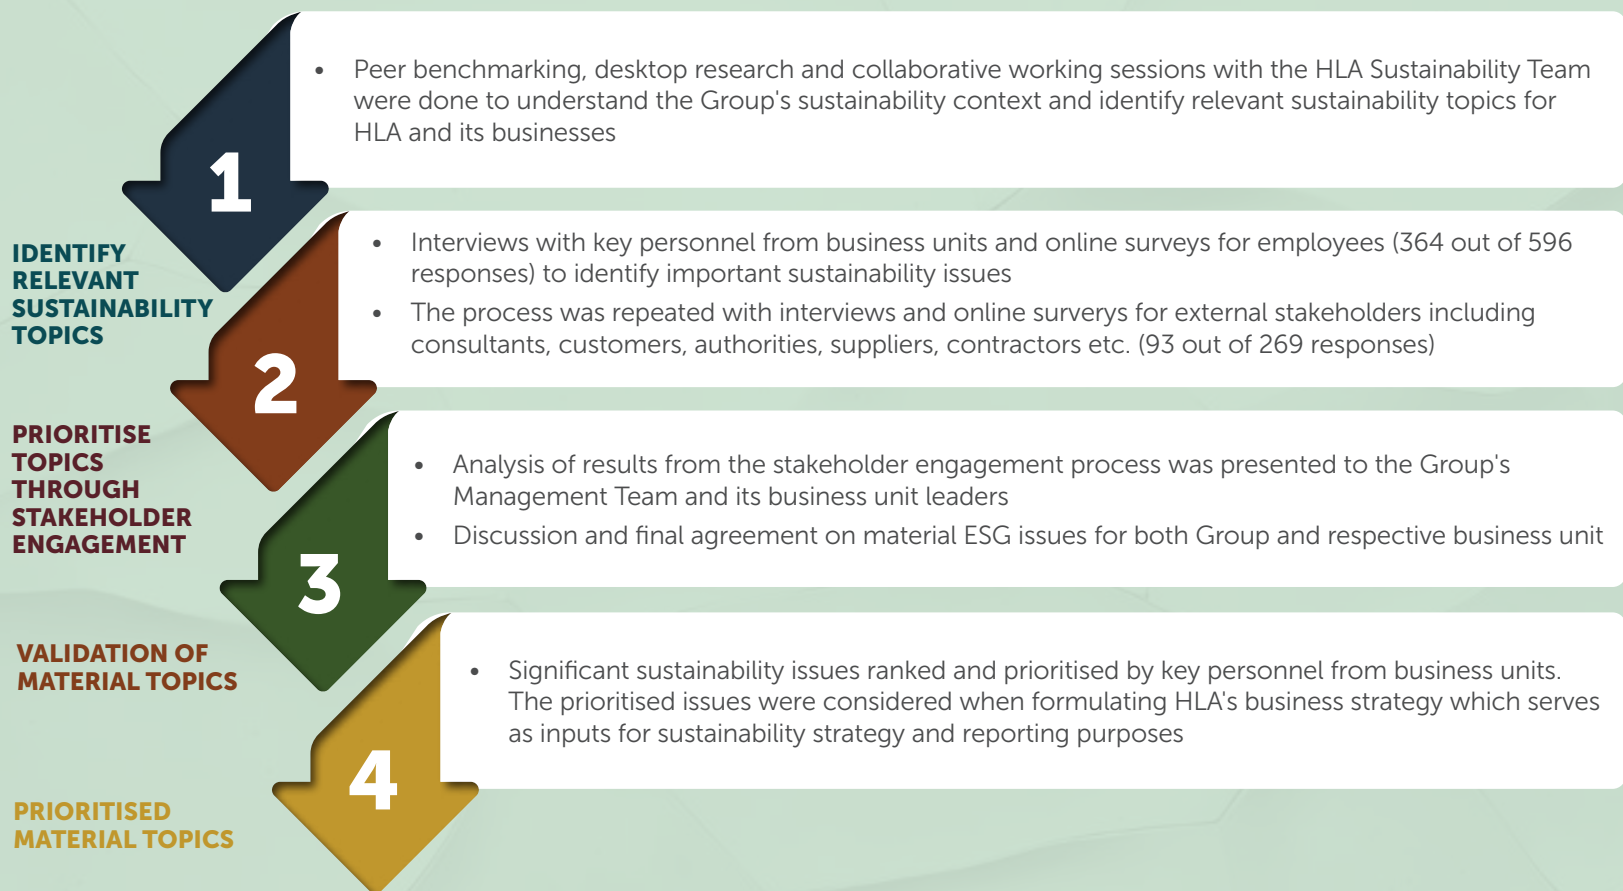 1
IDENTIFY
RELEVANT
SUSTAINABILITY
TOPICS
• Peer benchmarking, desktop research and collaborative working sessions with the HLA Sustainability Team
were done to understand the Group's sustainability context and identify relevant sustainability topics for
HLA and its businesses
2
PRIORITISE
TOPICS
THROUGH
STAKEHOLDER
ENGAGEMENT
• Interviews with key personnel from business units and online surveys for employees (364 out of 596
responses) to identify important sustainability issues
• The process was repeated with interviews and online surverys for external stakeholders including
consultants, customers, authorities, suppliers, contractors etc. (93 out of 269 responses)
3
VALIDATION OF
MATERIAL TOPICS
• Analysis of results from the stakeholder engagement process was presented to the Group's
Management Team and its business unit leaders
• Discussion and final agreement on material ESG issues for both Group and respective business unit
4
PRIORITISED
MATERIAL TOPICS
• Significant sustainability issues ranked and prioritised by key personnel from business units.
The prioritised issues were considered when formulating HLA's business strategy which serves
as inputs for sustainability strategy and reporting purposes